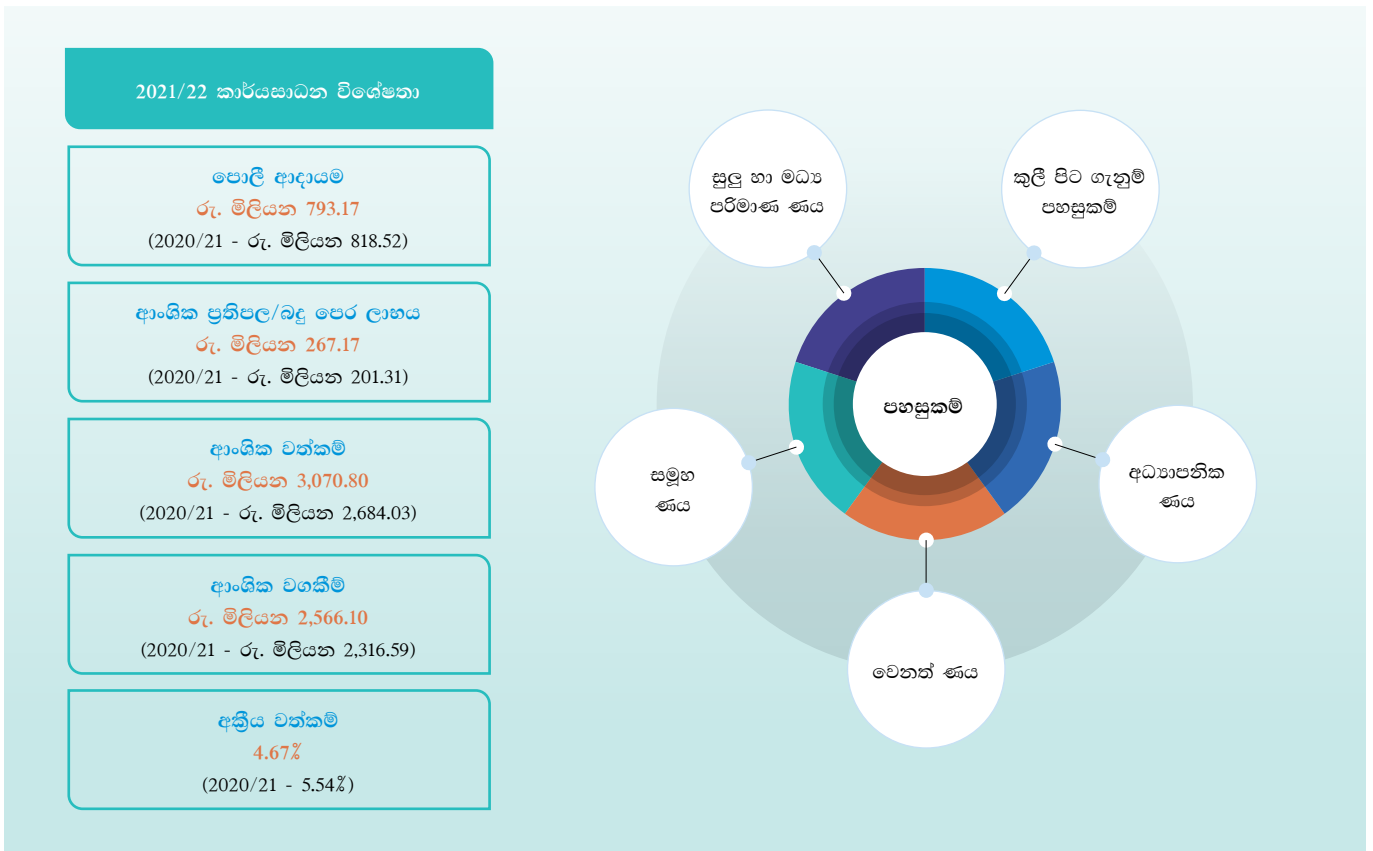 2021/22 කාර්යසාධන විශේෂතා
පොලී ආදායම
රු. මිලියන 793.17
(2020/21 - රු. මිලියන 818.52)
ආංශික ප්‍රතිපල/බදු පෙර ලාභය
රු. මිලියන 267.17
(2020/21 - රු. මිලියන 201.31)
ආංශික වත්කම්
රු. මිලියන 3,070.80
(2020/21 - රු. මිලියන 2,684.03)
ආංශික වගකීම්
රු. මිලියන 2,566.10
(2020/21 - රු. මිලියන 2,316.59)
අක්‍රීය වත්කම්
4.67%
(2020/21 - 5.54%)
සුලු හා මධ්‍ය
පරිමාණ ණය
කුලී පිට ගැනුම්
පහසුකම්
පහසුකම්
සමූහ
ණය
අධ්‍යාපනික
ණය
වෙනත් ණය